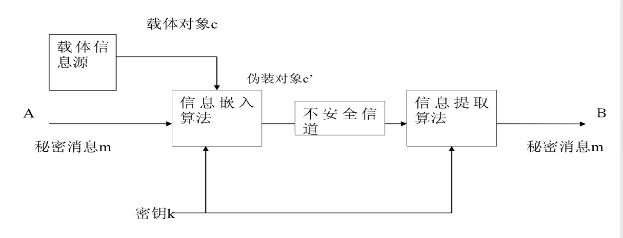 载体对象c
载体信
息源
伪装对象c’
A
信息嵌入
算法
不安全信
道
信息提取
算法
B
秘密消息m
秘密消息m
密钥k